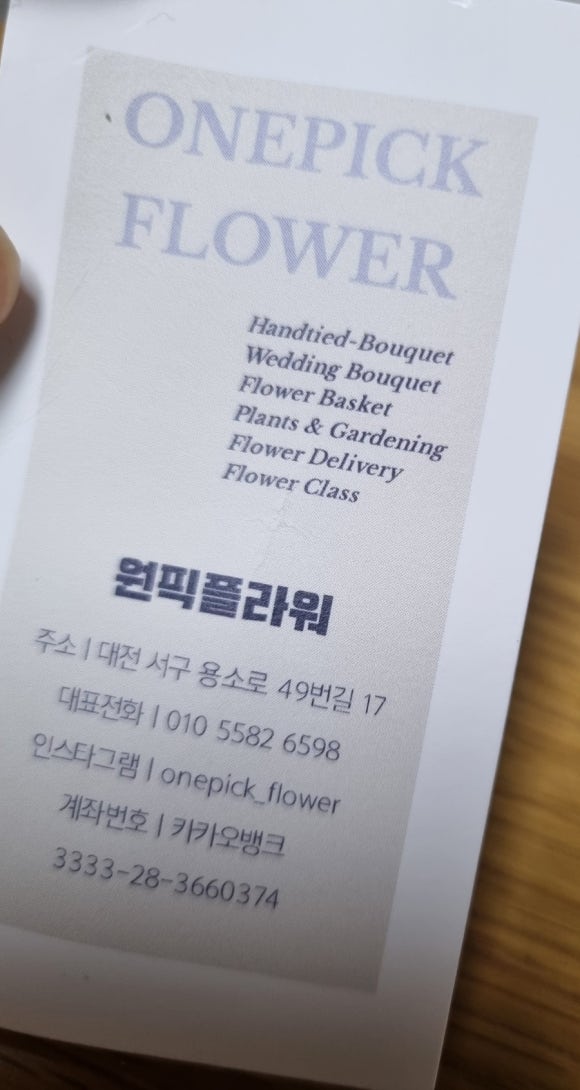 ONEPICK
FLOWER
Handtied-Bouquet
Wedding Bouquet
Flower Basket
Plants & Gardening
Flower Delivery
Flower Class
원픽플라워
주소 | 대전 서구 용소로 49번길 17
대표전화 | 010 5582 6598
인스타그램 | onepick_flower
계좌번호 | 카카오뱅크
3333-28-3660374